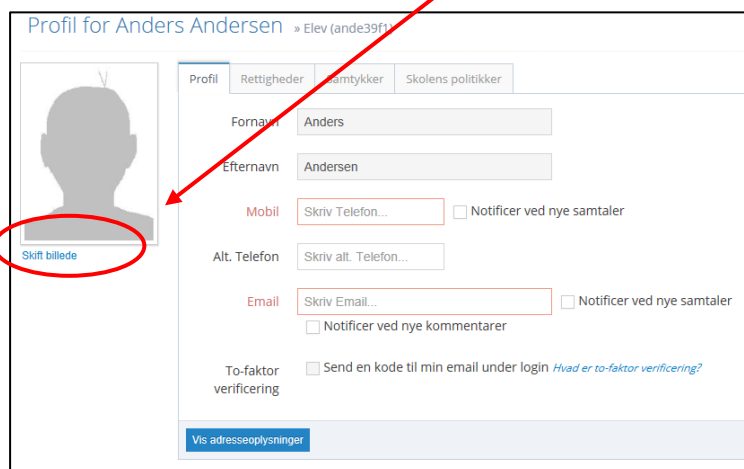 Profil for Anders Andersen » Elev (ande39f1)
Profil Rettigheder Samtykker Skolens politikker
Fornavn Anders
Efternavn Andersen
Mobil Skriv Telefon... Notificer ved nye samtaler
Skift billede
Alt. Telefon Skriv alt. Telefon...
Email Skriv Email... Notificer ved nye samtaler
Notificer ved nye kommentarer
To-faktor Send en kode til min email under login Hvad er to-faktor verificering?
verificering
Vis adresseoplysninger